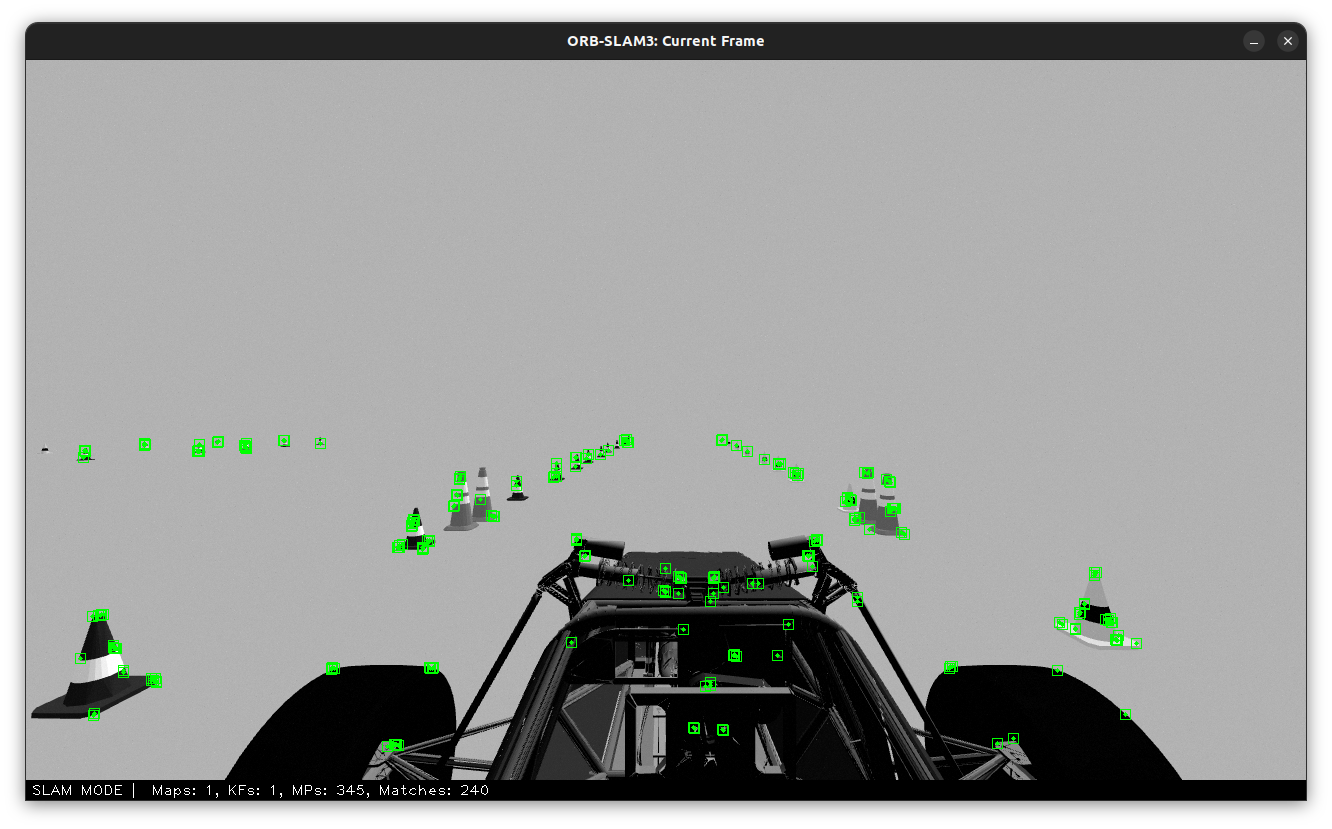 ORB-SLAM3: Current Frame
SLAM MODE | Maps: 1, KFs: 1, MPs: 345, Matches: 240